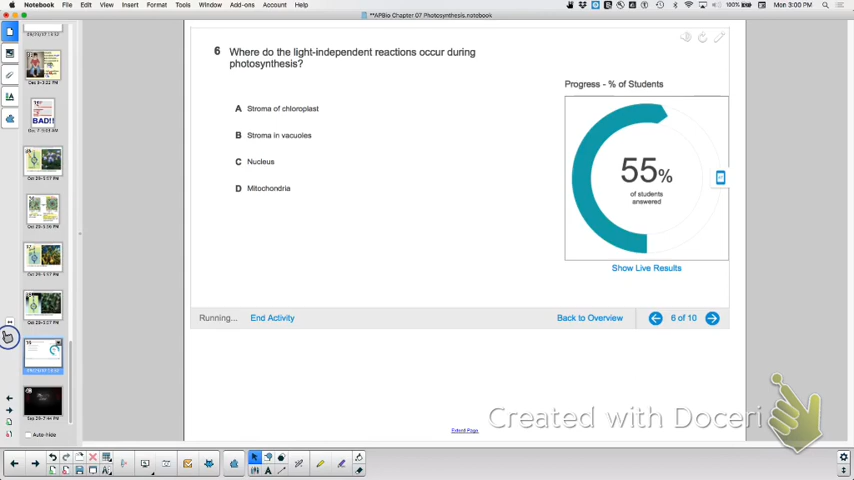 Notebook File Edit View Insert Format Tools Window Add-ons Account Help
100%
Mon 3:00 PM
**APBio Chapter 07 Photosynthesis.notebook
6 Where do the light-independent reactions occur during
photosynthesis?
A Stroma of chloroplast
B Stroma in vacuoles
C Nucleus
D Mitochondria
Progress - % of Students
55%
of students
answered
Show Live Results
Running... End Activity
Back to Overview
6 of 10
BAD!!
Auto-hide
Extend Page
Created with Doceri